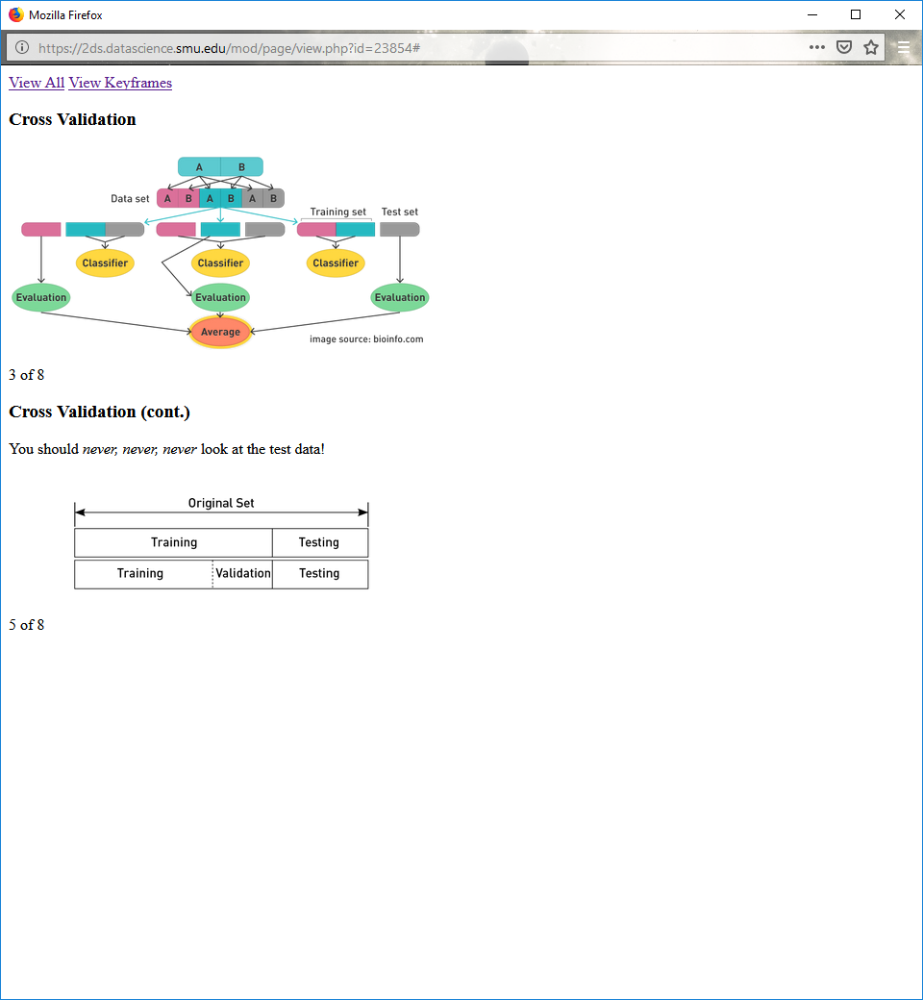 Mozilla Firefox
https://2ds.datascience.smu.edu/mod/page/view.php?id=23854#
View All View Keyframes
Cross Validation
A B
Data set A B A B A B
Training set Test set
Classifier Classifier Classifier
Evaluation Evaluation Evaluation
Average
image source: bioinfo.com
3 of 8
Cross Validation (cont.)
You should never, never, never look at the test data!
Original Set
Training Testing
Training Validation Testing
5 of 8